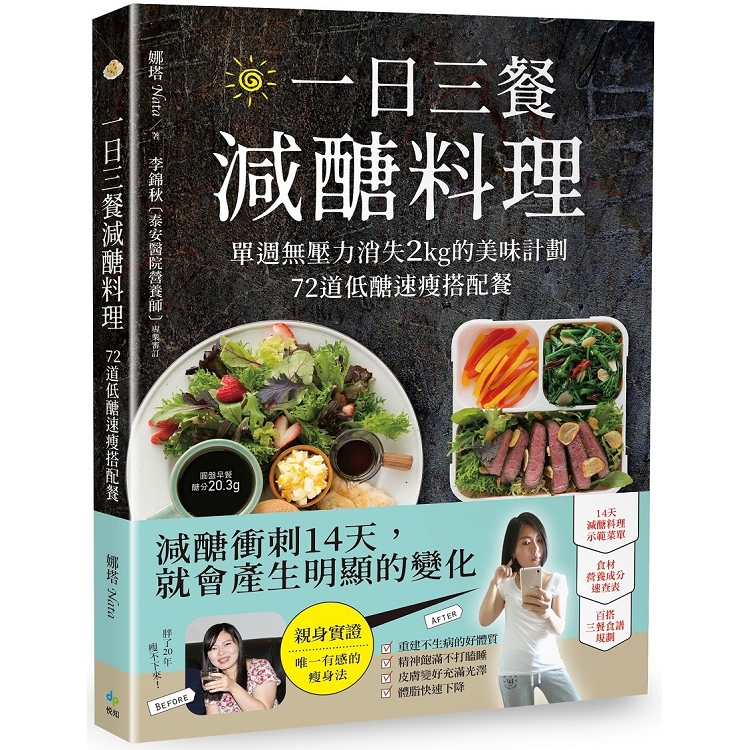 一日三餐減醣料理
72道低醣速瘦搭配餐
娜塔 Nata
dp
悅知
娜塔 Nata/著
李錦秋〔泰安醫院營養師〕專業審訂
一日三餐
減醣料理
單週無壓力消失2kg的美味計劃
72道低醣速瘦搭配餐
圓盤早餐
醣分20.3g
減醣衝刺14天,
就會產生明顯的變化
14天
減醣料理
示範菜單
食材
營養成分
速查表
百搭
三餐食譜
規劃
胖了20年
瘦不下來!
BEFORE
親身實證
唯一有感的
瘦身法
AFTER
重建不生病的好體質
精神飽滿不打瞌睡
皮膚變好充滿光澤
體脂快速下降